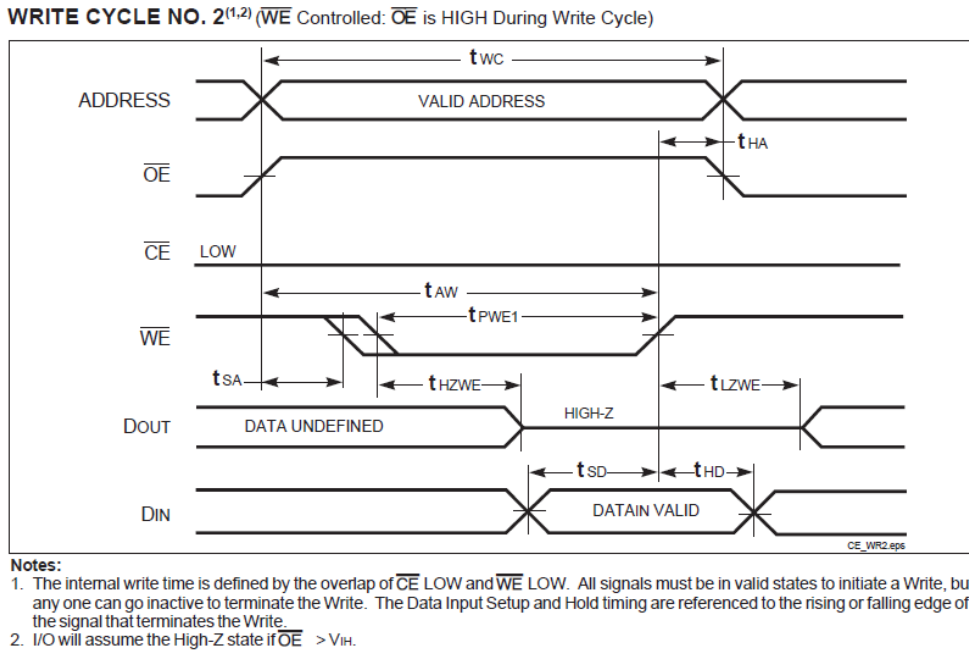 WRITE CYCLE NO. 2(1,2) (WE Controlled: OE is HIGH During Write Cycle)
tWC
ADDRESS
VALID ADDRESS
tHA
OE
CE
LOW
tAW
tPWE1
WE
tSA
tHZWE
tLZWE
DOUT
DATA UNDEFINED
HIGH-Z
tSD
tHD
DIN
DATAIN VALID
CE_WR2.eps
Notes:
1. The internal write time is defined by the overlap of CE LOW and WE LOW. All signals must be in valid states to initiate a Write, bu
any one can go inactive to terminate the Write. The Data Input Setup and Hold timing are referenced to the rising or falling edge of
the signal that terminates the Write.
2. I/O will assume the High-Z state if OE > VIH.